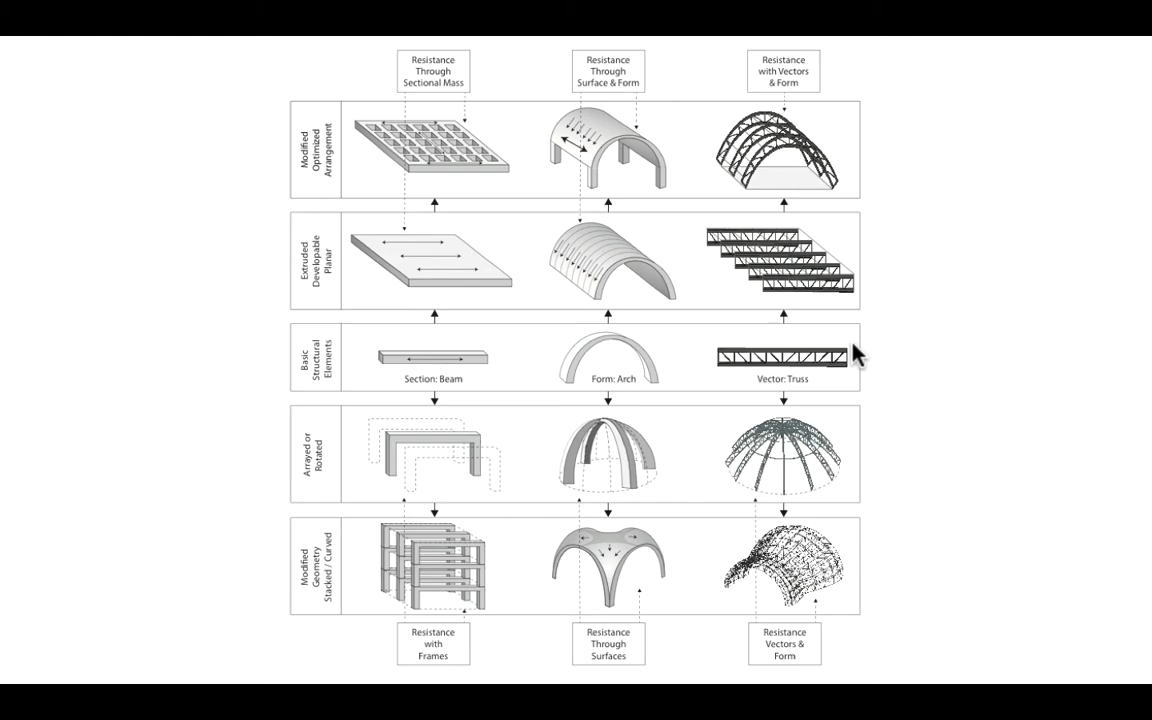 Resistance
Through
Sectional Mass
Resistance
Through
Surface & Form
Resistance
with Vectors
& Form
Modified
Optimized
Arrangement
Extruded
Developable
Planar
Basic
Structural
Elements
Section: Beam
Form: Arch
Vector: Truss
Arrayed or
Rotated
Modified
Geometry
Stacked / Curved
Resistance
with
Frames
Resistance
Through
Surfaces
Resistance
Vectors &
Form